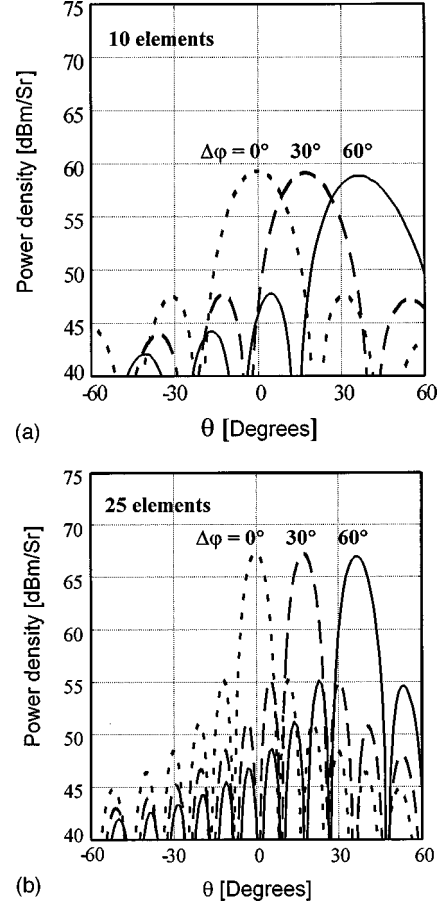 75
10 elements
70
65
Δφ = 0° 30° 60°
60
55
50
45
40
Power density [dBm/Sr]
-60 -30 0 30 60
(a)
θ [Degrees]
75
25 elements
70
Δφ = 0° 30° 60°
65
60
55
50
45
40
Power density [dBm/Sr]
-60 -30 0 30 60
(b)
θ [Degrees]